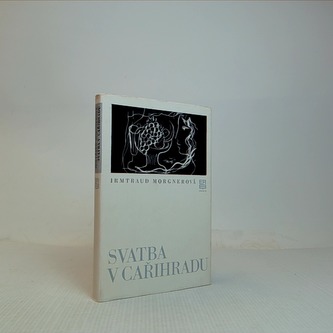 IRMTRAUD MORGNEROVÁ
SVATBA
V CAŘIHRADU